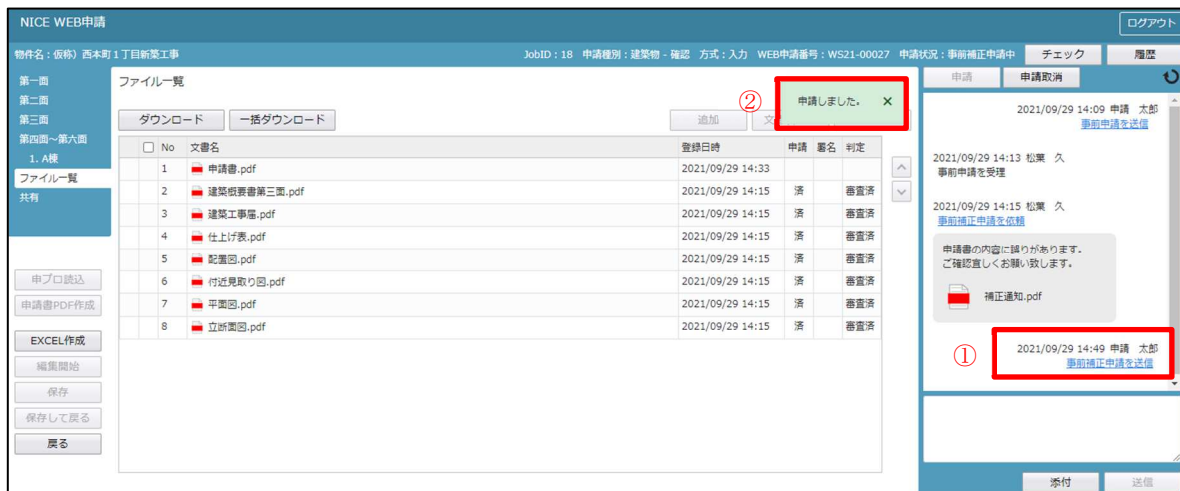 NICE WEB申請
ログアウト
物件名：仮称）西本町１丁目新築工事
JobID：18 申請種別：建築物 - 確認 方式：入力 WEB申請番号：WS21-00027 申請状況：事前補正申請中
チェック
履歴
第一面
第二面
第三面
第四面～第六面
1. A棟
ファイル一覧
共有
申プロ読込
申請書PDF作成
EXCEL作成
編集開始
保存
保存して戻る
戻る
ファイル一覧
②
申請しました。 ×
ダウンロード
一括ダウンロード
追加
文
No 文書名 登録日時 申請 署名 判定
1 申請書.pdf 2021/09/29 14:33
2 建築概要書第三面.pdf 2021/09/29 14:15 済 審査済
3 建築工事届.pdf 2021/09/29 14:15 済 審査済
4 仕上げ表.pdf 2021/09/29 14:15 済 審査済
5 配置図.pdf 2021/09/29 14:15 済 審査済
6 付近見取り図.pdf 2021/09/29 14:15 済 審査済
7 平面図.pdf 2021/09/29 14:15 済 審査済
8 立断面図.pdf 2021/09/29 14:15 済 審査済
申請
申請取消
2021/09/29 14:09 申請 太郎
事前申請を送信
2021/09/29 14:13 松葉 久
事前申請を受理
2021/09/29 14:15 松葉 久
事前補正申請を依頼
申請書の内容に誤りがあります。
ご確認宜しくお願い致します。
補正通知.pdf
①
2021/09/29 14:49 申請 太郎
事前補正申請を送信
添付
送信